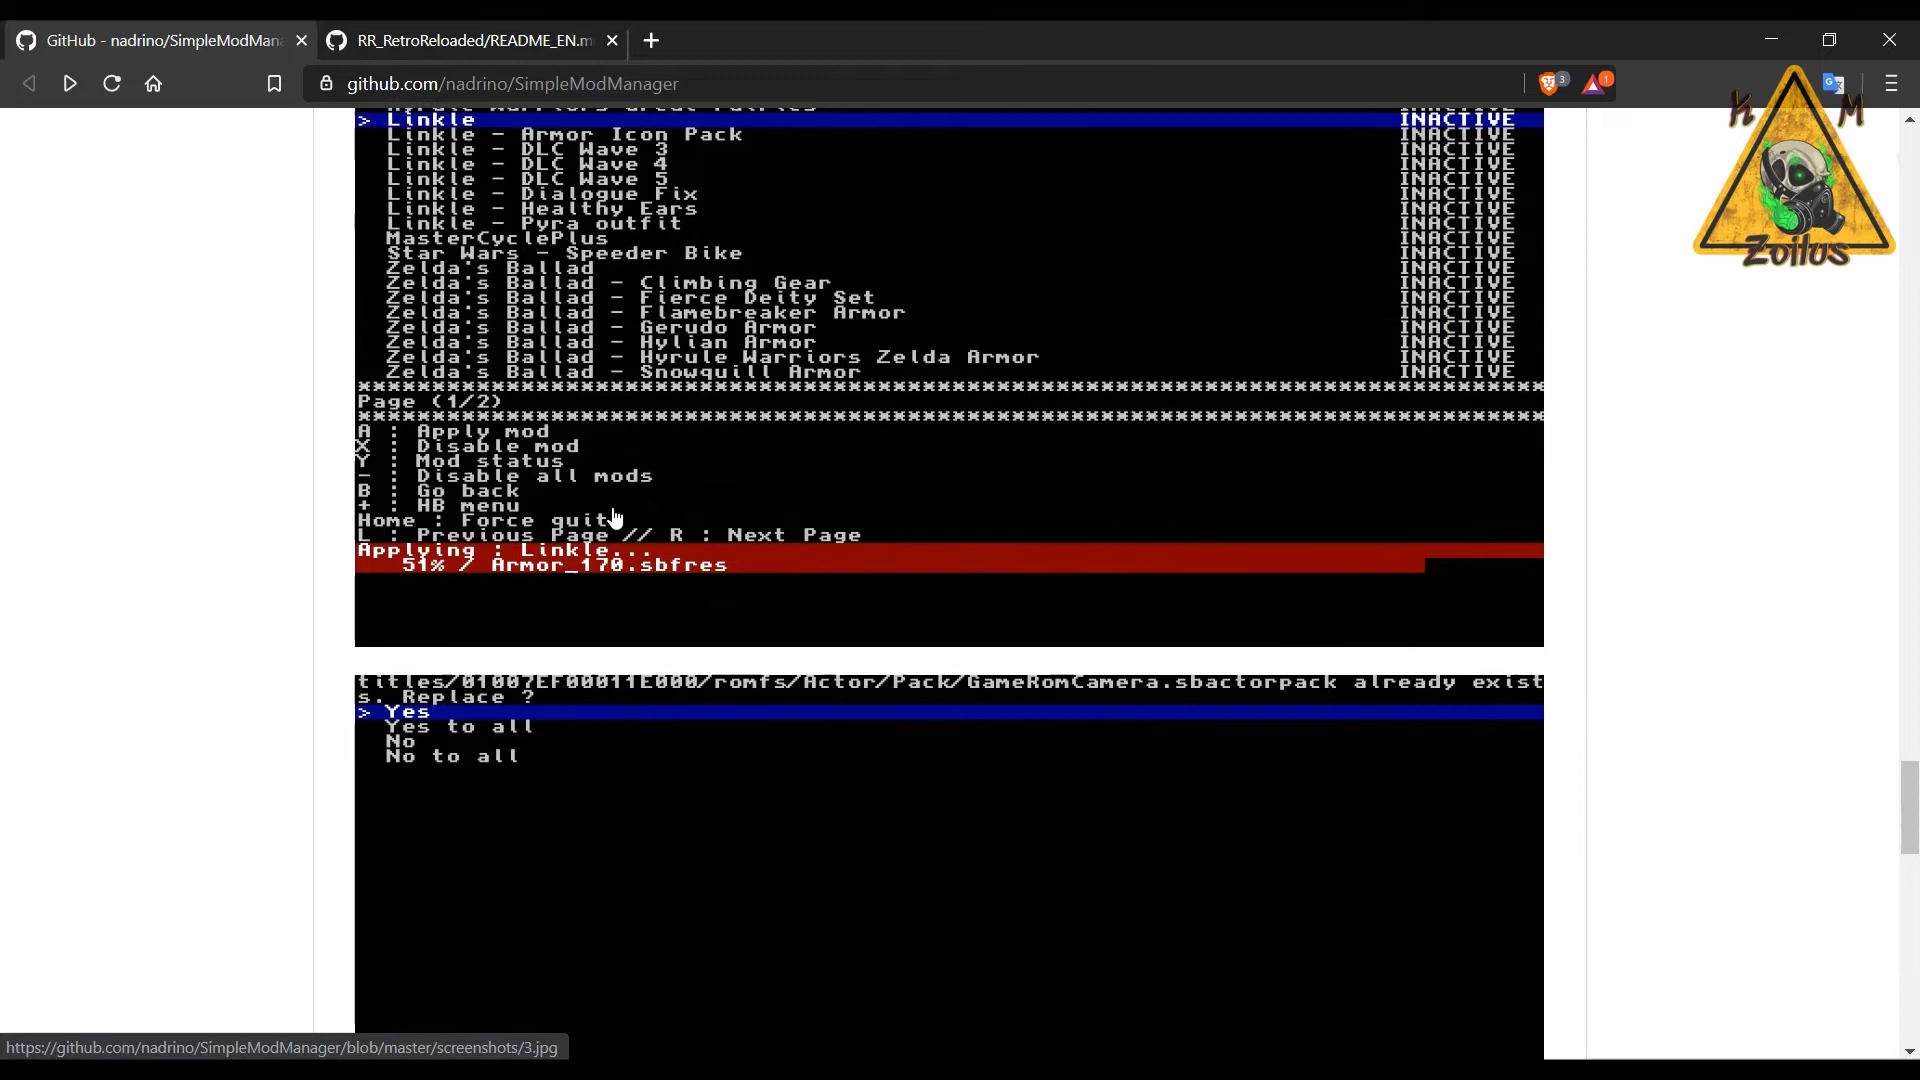 GitHub - nadrino/SimpleModMana
RR_RetroReloaded/README_EN.m
github.com/nadrino/SimpleModManager
3
1
K M
Zoilus
> Linkle INACTIVE
Linkle - Armor Icon Pack INACTIVE
Linkle - DLC Wave 3 INACTIVE
Linkle - DLC Wave 4 INACTIVE
Linkle - DLC Wave 5 INACTIVE
Linkle - Dialogue Fix INACTIVE
Linkle - Healthy Ears INACTIVE
Linkle - Pyra outfit INACTIVE
MasterCyclePlus INACTIVE
Star Wars - Speeder Bike INACTIVE
Zelda's Ballad INACTIVE
Zelda's Ballad - Climbing Gear INACTIVE
Zelda's Ballad - Fierce Deity Set INACTIVE
Zelda's Ballad - Flamebreaker Armor INACTIVE
Zelda's Ballad - Gerudo Armor INACTIVE
Zelda's Ballad - Hylian Armor INACTIVE
Zelda's Ballad - Hyrule Warriors Zelda Armor INACTIVE
Zelda's Ballad - Snowquill Armor INACTIVE
********************************************************************************
Page (1/2)
********************************************************************************
A : Apply mod
X : Disable mod
Y : Mod status
- : Disable all mods
B : Go back
+ : HB menu
Home : Force quit
L : Previous Page // R : Next Page
Applying : Linkle...
51% / Armor_170.sbfres
titles/01007EF00011E000/romfs/Actor/Pack/GameRomCamera.sbactorpack already exist
s. Replace ?
> Yes
Yes to all
No
No to all
https://github.com/nadrino/SimpleModManager/blob/master/screenshots/3.jpg